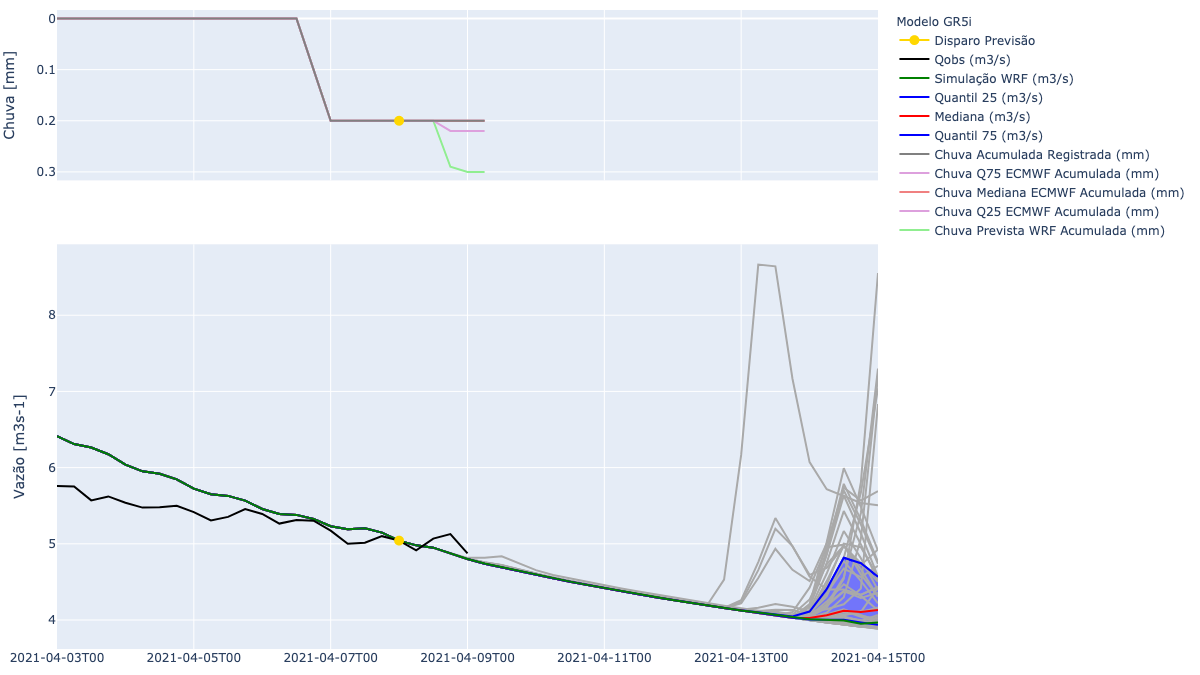 0
0.1
0.2
0.3
Chuva [mm]
Modelo GR5i
Disparo Previsão
Qobs (m3/s)
Simulação WRF (m3/s)
Quantil 25 (m3/s)
Mediana (m3/s)
Quantil 75 (m3/s)
Chuva Acumulada Registrada (mm)
Chuva Q75 ECMWF Acumulada (mm)
Chuva Mediana ECMWF Acumulada (mm)
Chuva Q25 ECMWF Acumulada (mm)
Chuva Prevista WRF Acumulada (mm)
8
7
6
5
4
Vazão [m3s-1]
2021-04-03T00 2021-04-05T00 2021-04-07T00 2021-04-09T00 2021-04-11T00 2021-04-13T00 2021-04-15T00